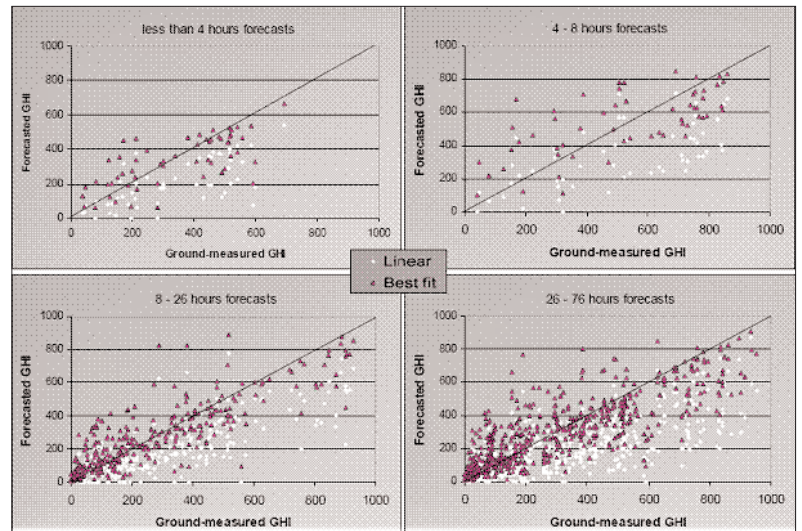 less than 4 hours forecasts
1000
800
600
400
200
0
Forecasted GHI
0 200 400 600 800 1000
Ground-measured GHI
4 - 8 hours forecasts
1000
800
600
400
200
0
Forecasted GHI
0 200 400 600 800 1000
Ground-measured GHI
Linear
Best fit
8 - 26 hours forecasts
1000
800
600
400
200
0
Forecasted GHI
0 200 400 600 800 1000
Ground-measured GHI
26 - 76 hours forecasts
1000
800
600
400
200
0
Forecasted GHI
0 200 400 600 800 1000
Ground-measured GHI